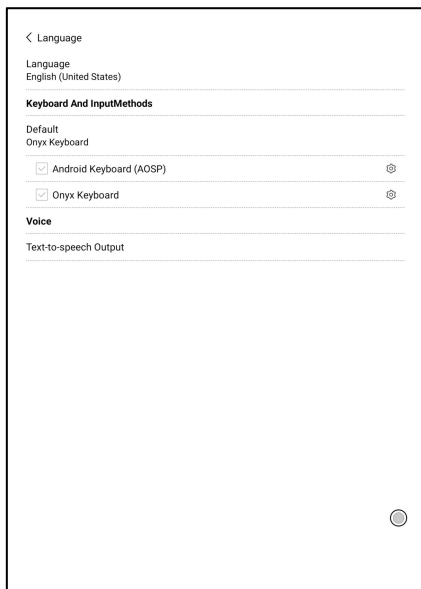 Language
Language
English (United States)
Keyboard And InputMethods
Default
Onyx Keyboard
Android Keyboard (AOSP)
Onyx Keyboard
Voice
Text-to-speech Output